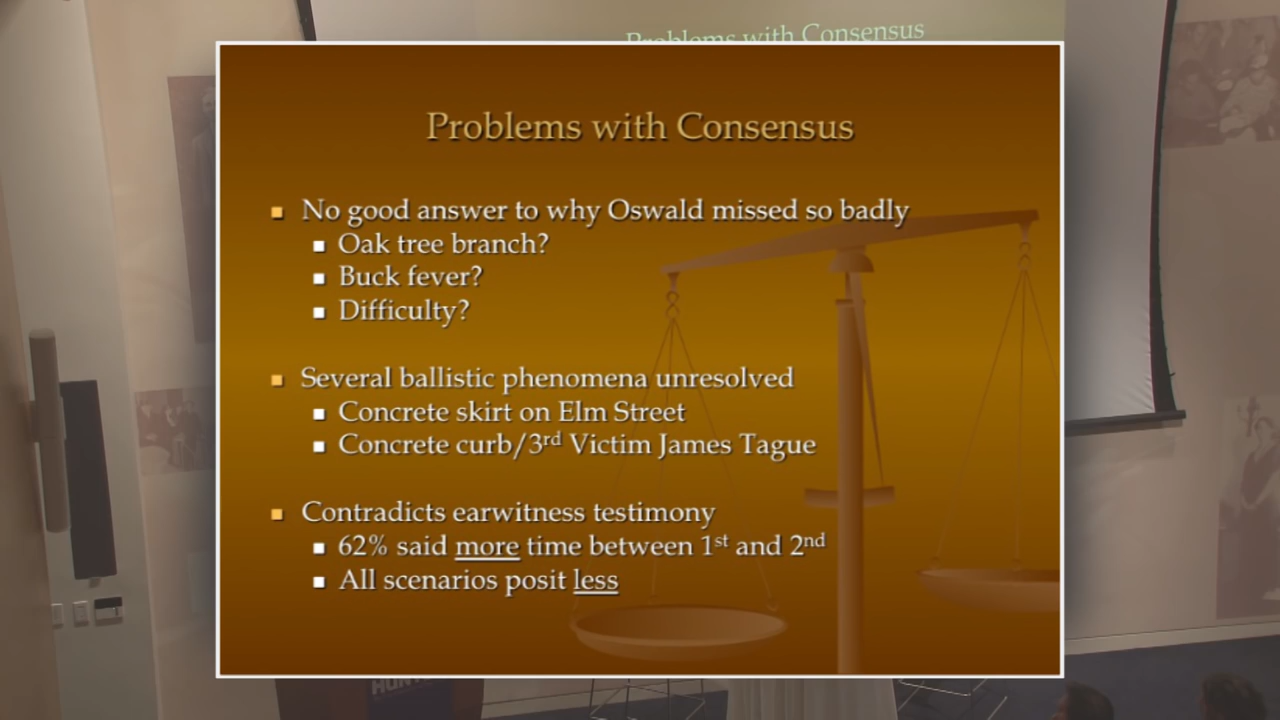 Problems with Consensus
Problems with Consensus
No good answer to why Oswald missed so badly
Oak tree branch?
Buck fever?
Difficulty?
Several ballistic phenomena unresolved
Concrete skirt on Elm Street
Concrete curb/3rd Victim James Tague
Contradicts earwitness testimony
62% said more time between 1st and 2nd
All scenarios posit less